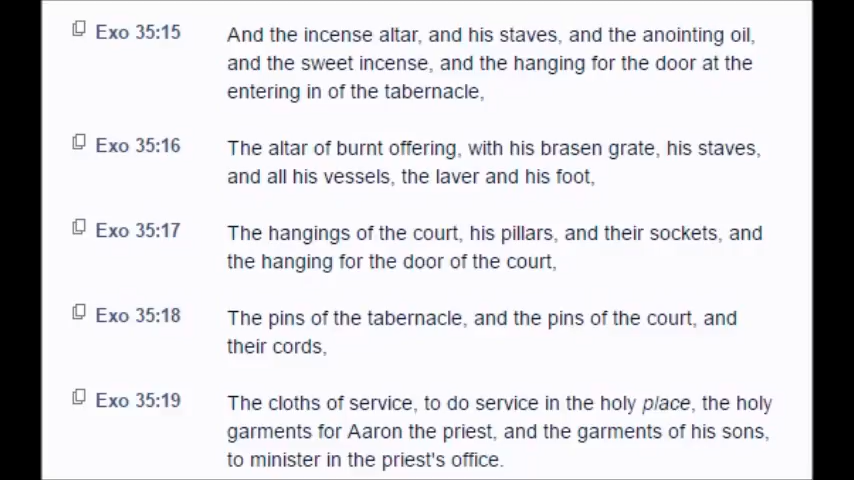 Exo 35:15 And the incense altar, and his staves, and the anointing oil,
and the sweet incense, and the hanging for the door at the
entering in of the tabernacle,
Exo 35:16 The altar of burnt offering, with his brasen grate, his staves,
and all his vessels, the laver and his foot,
Exo 35:17 The hangings of the court, his pillars, and their sockets, and
the hanging for the door of the court,
Exo 35:18 The pins of the tabernacle, and the pins of the court, and
their cords,
Exo 35:19 The cloths of service, to do service in the holy place, the holy
garments for Aaron the priest, and the garments of his sons,
to minister in the priest's office.